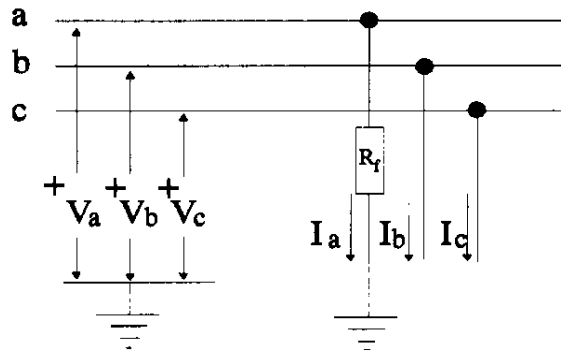 a
b
c
R_f
+ + +
V_a V_b V_c
I_a I_b I_c